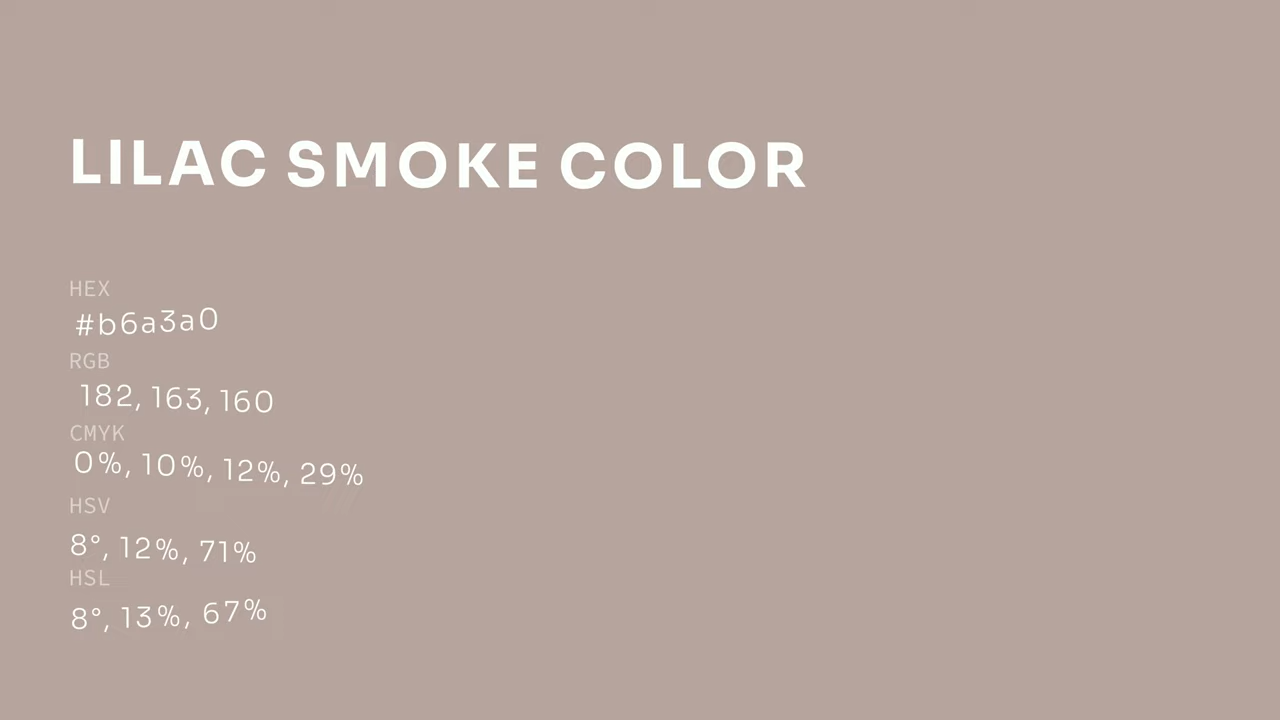 LILAC SMOKE COLOR
HEX
#b6a3a0
RGB
182, 163, 160
CMYK
0%, 10%, 12%, 29%
HSV
8°, 12%, 71%
HSL
8°, 13%, 67%